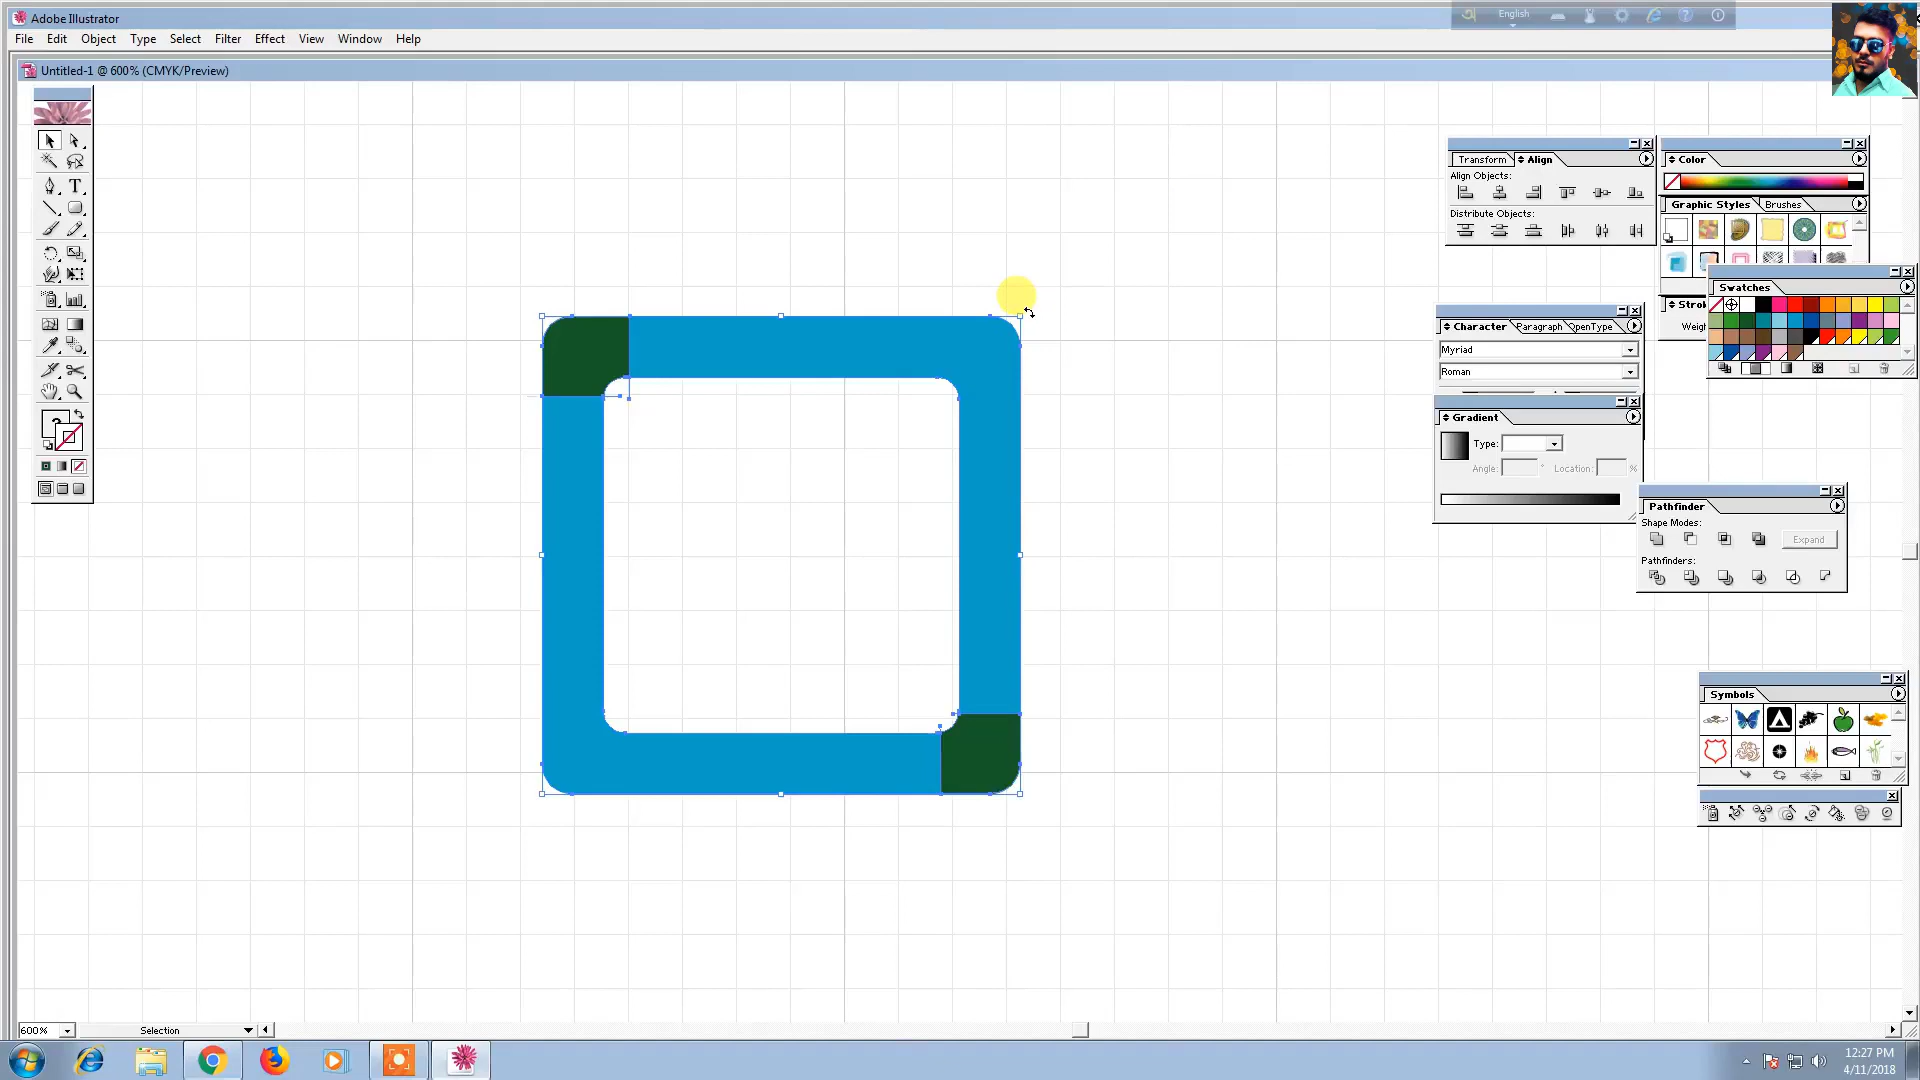 Adobe Illustrator
English
File Edit Object Type Select Filter Effect View Window Help
Untitled-1 @ 600% (CMYK/Preview)
Transform Align
Align Objects:
Distribute Objects:
Color
Graphic Styles Brushes
Swatches
Weig
Character Paragraph OpenType
Myriad
Roman
Gradient
Type:
Angle: ° Location: %
Pathfinder
Shape Modes:
Expand
Pathfinders:
Symbols
600% Selection
12:27 PM
4/11/2018